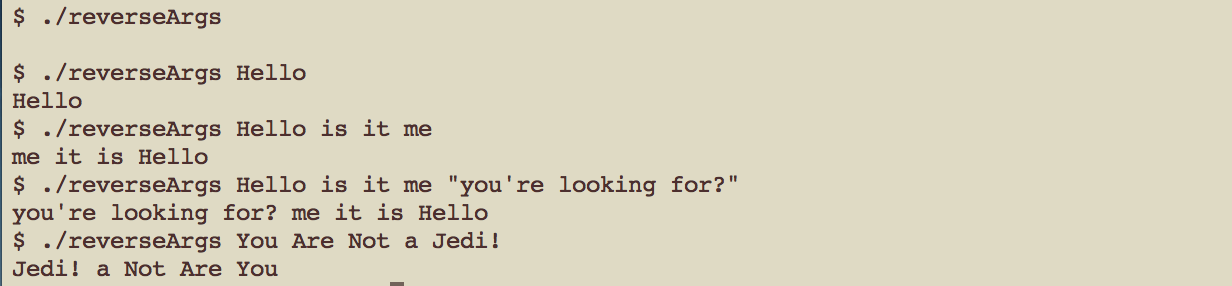 $ ./reverseArgs
$ ./reverseArgs Hello
Hello
$ ./reverseArgs Hello is it me
me it is Hello
$ ./reverseArgs Hello is it me "you're looking for?"
you're looking for? me it is Hello
$ ./reverseArgs You Are Not a Jedi!
Jedi! a Not Are You